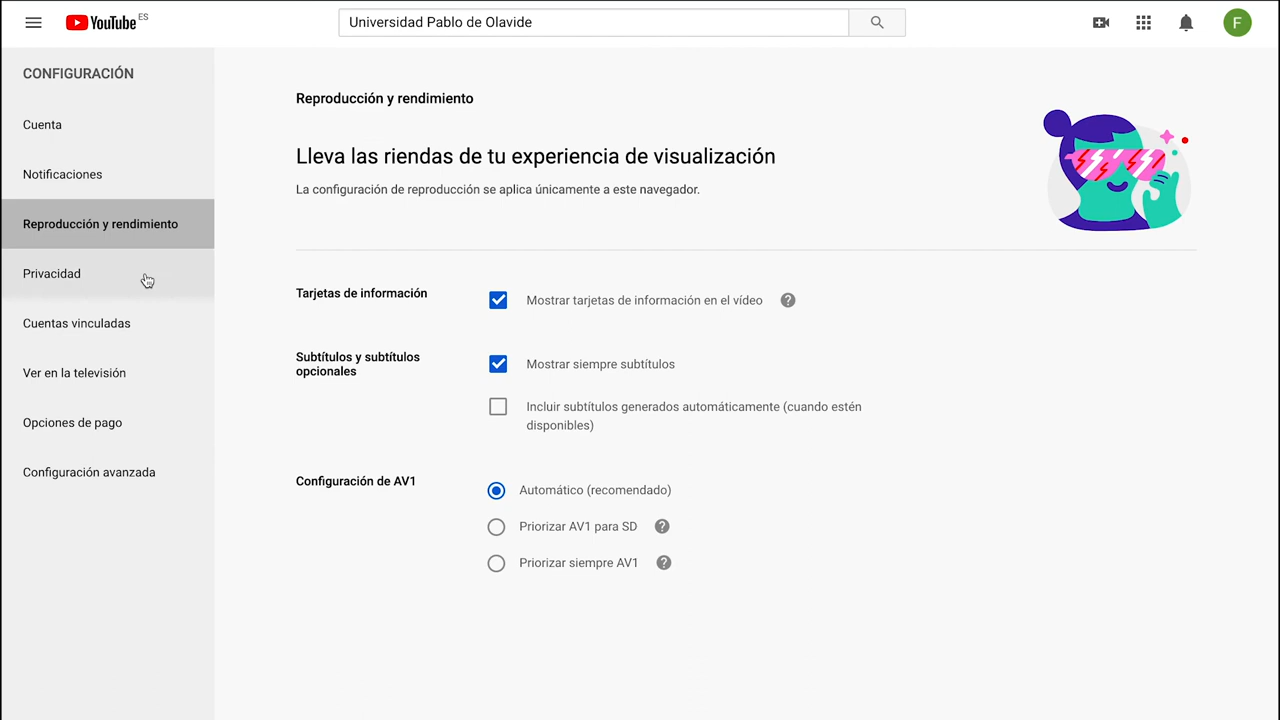 YouTube ES
Universidad Pablo de Olavide
F
CONFIGURACIÓN
Cuenta
Notificaciones
Reproducción y rendimiento
Privacidad
Cuentas vinculadas
Ver en la televisión
Opciones de pago
Configuración avanzada
Reproducción y rendimiento
Lleva las riendas de tu experiencia de visualización
La configuración de reproducción se aplica únicamente a este navegador.
Tarjetas de información
Mostrar tarjetas de información en el vídeo ?
Subtítulos y subtítulos
opcionales
Mostrar siempre subtítulos
Incluir subtítulos generados automáticamente (cuando estén
disponibles)
Configuración de AV1
Automático (recomendado)
Priorizar AV1 para SD ?
Priorizar siempre AV1 ?